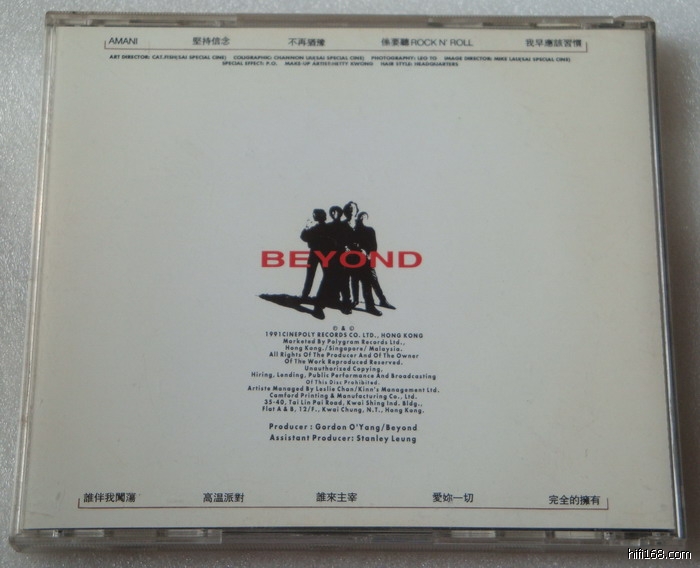 AMANI 堅持信念 不再猶豫 係要聽ROCK N' ROLL 我早應該習慣
ART DIRECTOR: CAT.FISH(SAI SPECIAL CINE) COLIGRAPHIC: CHANNON LEI(SAI SPECIAL CINE) PHOTOGRAPHY: LEO TO IMAGE DIRECTOR: MIKE LAU(SAI SPECIAL CINE)
SPECIAL EFFECT: P.O. MAKE-UP ARTIST: HETTY KWONG HAIR STYLE: HEADQUARTERS
BEYOND
℗ & ©
1991 CINEPOLY RECORDS CO. LTD., HONG KONG
Marketed By Polygram Records Ltd.,
Hong Kong./Singapore/ Malaysia.
All Rights Of The Producer And Of The Owner
Of The Work Reproduced Reserved.
Unauthorised Copying,
Hiring, Lending, Public Performance And Broadcasting
Of This Disc Prohibited.
Artiste Managed By Leslie Chan/Kinn's Management Ltd.
Camford Printing & Manufacturing Co., Ltd.
35-40, Tai Lin Pai Road, Kwai Shing Ind. Bldg.,
Flat A & B, 12/F., Kwai Chung, N.T., Hong Kong.
Producer : Gordon O'Yang/Beyond
Assistant Producer: Stanley Leung
誰伴我闖蕩 高溫派對 誰來主宰 愛妳一切 完全的擁有
hifi168.com